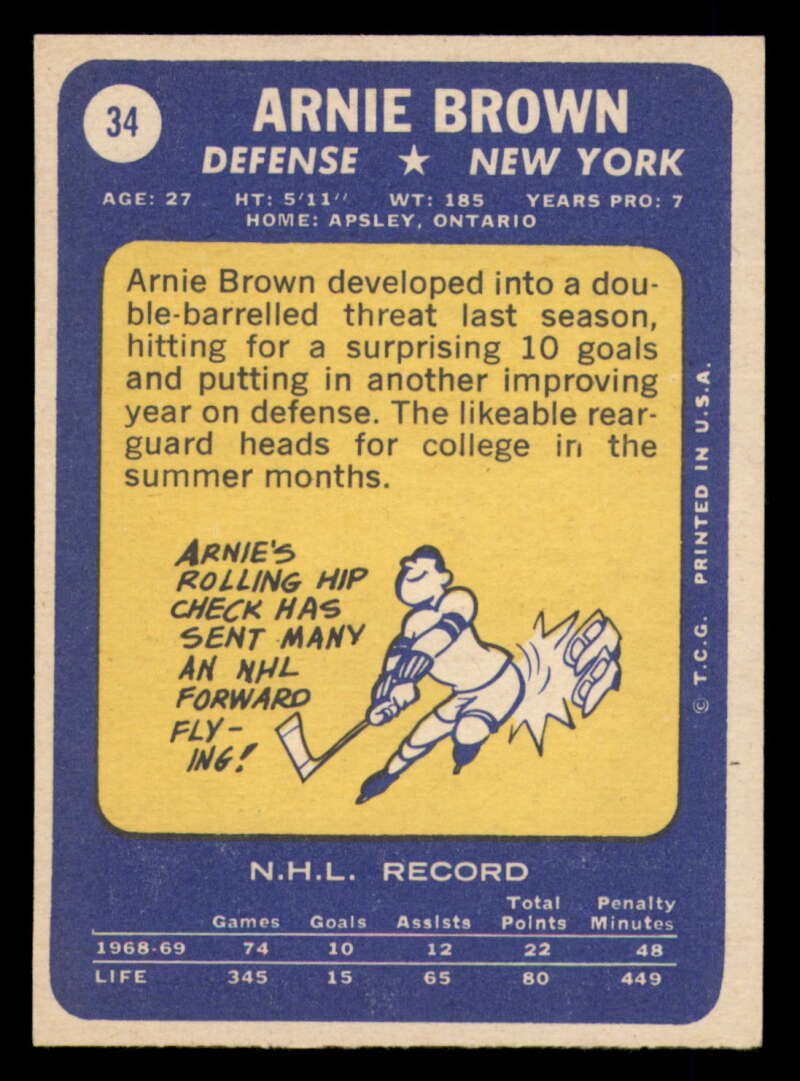 34
ARNIE BROWN
DEFENSE ★ NEW YORK
AGE: 27 HT: 5'11" WT: 185 YEARS PRO: 7
HOME: APSLEY, ONTARIO
Arnie Brown developed into a dou-
ble-barrelled threat last season,
hitting for a surprising 10 goals
and putting in another improving
year on defense. The likeable rear-
guard heads for college in the
summer months.
ARNIE'S
ROLLING HIP
CHECK HAS
SENT MANY
AN NHL
FORWARD
FLY-
ING!
© T.C.G. PRINTED IN U.S.A.
N.H.L. RECORD
Games Goals Assists Total Points Penalty Minutes
1968-69 74 10 12 22 48
LIFE 345 15 65 80 449